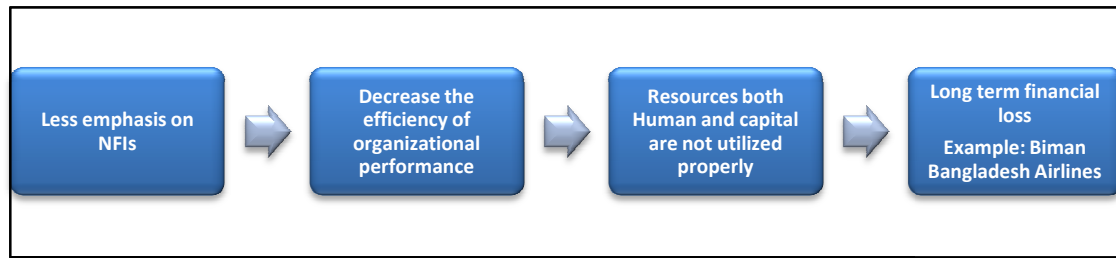 Less emphasis on
NFIs
Decrease the
efficiency of
organizational
performance
Resources both
Human and capital
are not utilized
properly
Long term financial
loss
Example: Biman
Bangladesh Airlines